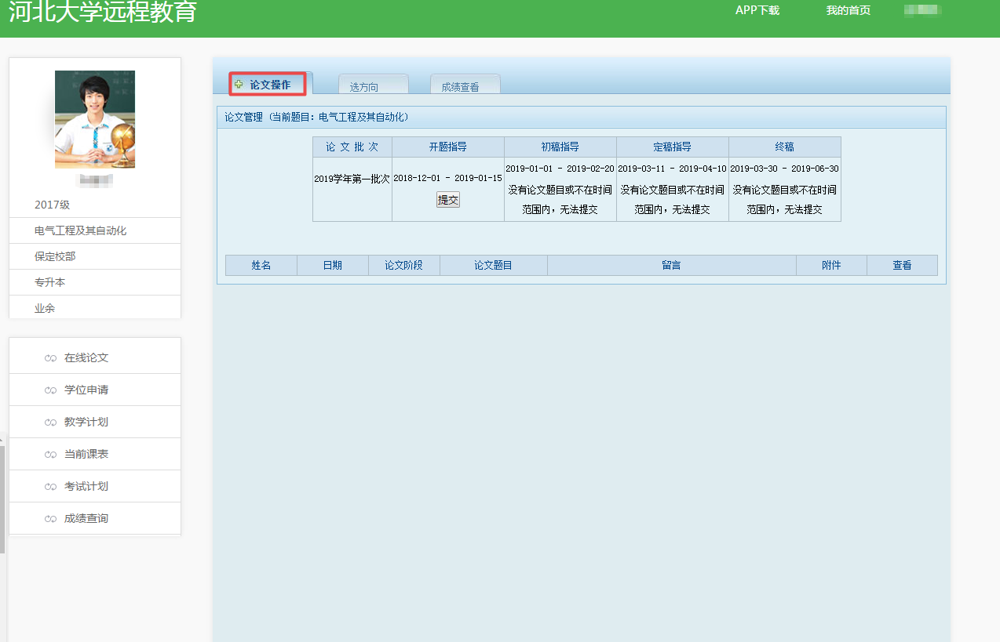 河北大学远程教育
APP下载 我的首页
2017级
电气工程及其自动化
保定校部
专升本
业余
在线论文
学位申请
教学计划
当前课表
考试计划
成绩查询
论文操作 选方向 成绩查看
论文管理（当前题目：电气工程及其自动化）
论 文 批 次 开题指导 初稿指导 定稿指导 终稿
2019学年第一批次
2018-12-01 - 2019-01-15
提交
2019-01-01 - 2019-02-20
没有论文题目或不在时间
范围内，无法提交
2019-03-11 - 2019-04-10
没有论文题目或不在时间
范围内，无法提交
2019-03-30 - 2019-06-30
没有论文题目或不在时间
范围内，无法提交
姓名 日期 论文阶段 论文题目 留言 附件 查看